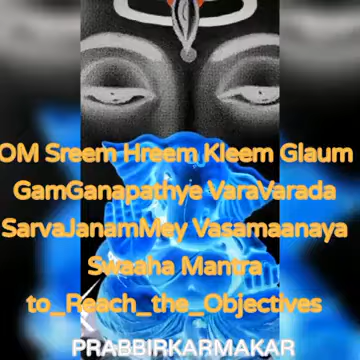 OM Sreem Hreem Kleem Glaum
GamGanapathye VaraVarada
SarvaJanamMey Vasamaanaya
Swaaha Mantra
to_Reach_the_Objectives
PRABBIRKARMAKAR